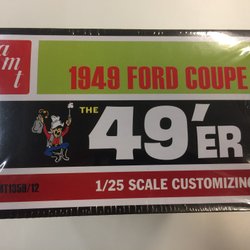 amt
1949 FORD COUPE
THE
49'ER
1/25 SCALE CUSTOMIZING